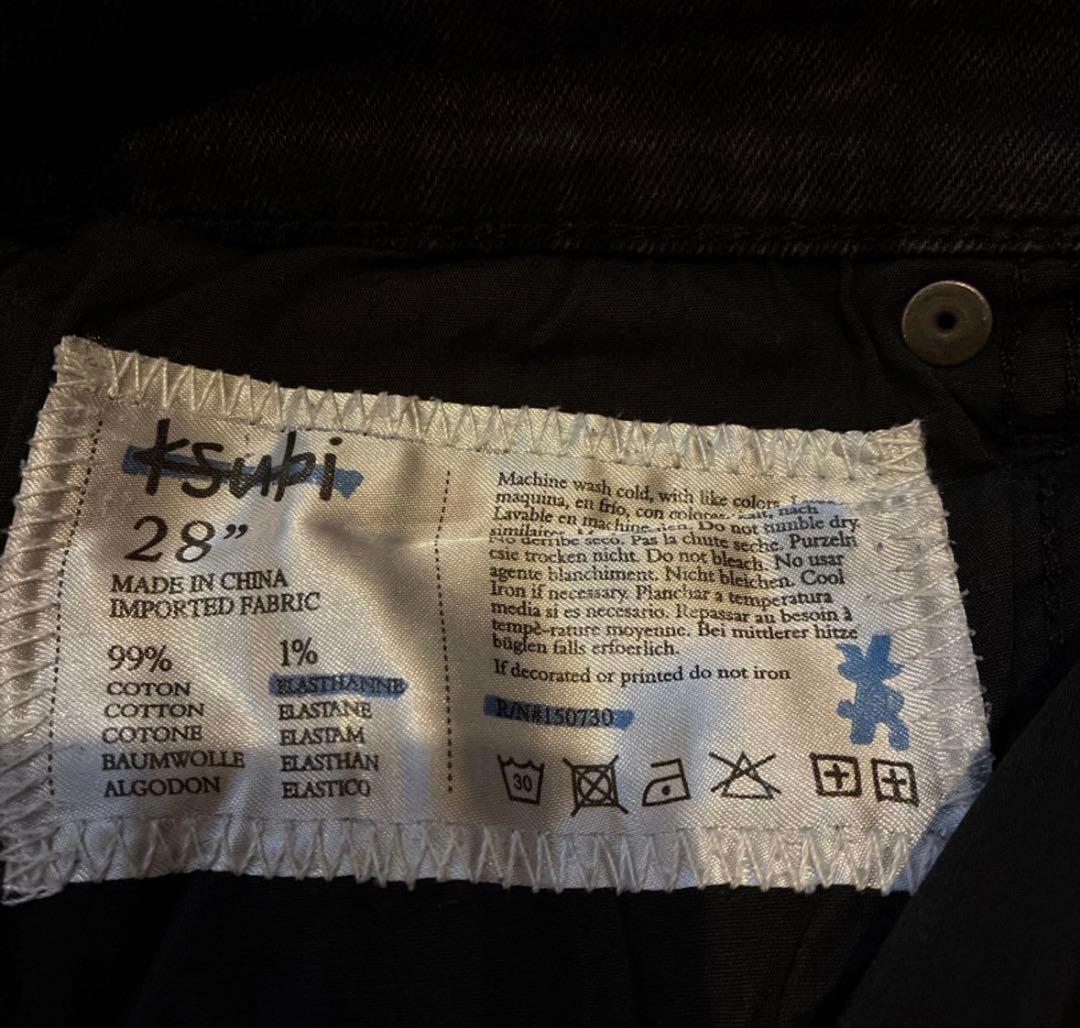 ksubi
28”
MADE IN CHINA
IMPORTED FABRIC
99%
COTON
COTTON
COTONE
BAUMWOLLE
ALGODON
1%
ELASTHANNE
ELASTANE
ELASTAM
ELASTHAN
ELASTICO
Machine wash cold, with like colors.
maquina, en frio, con colores nach
Lavable en machine Do not tumble dry.
seco. Pas la chute seche. Purzeln
csie trocken nicht. Do not bleach. No usar
agente blanchiment. Nicht bleichen. Cool
Iron if necessary. Planchar a temperatura
media si es necesario. Repassar au besoin à
tempè-rature moyenne. Bei mittlerer hitze
büglen falls erfoerlich.
If decorated or printed do not iron
R/N#150730
30